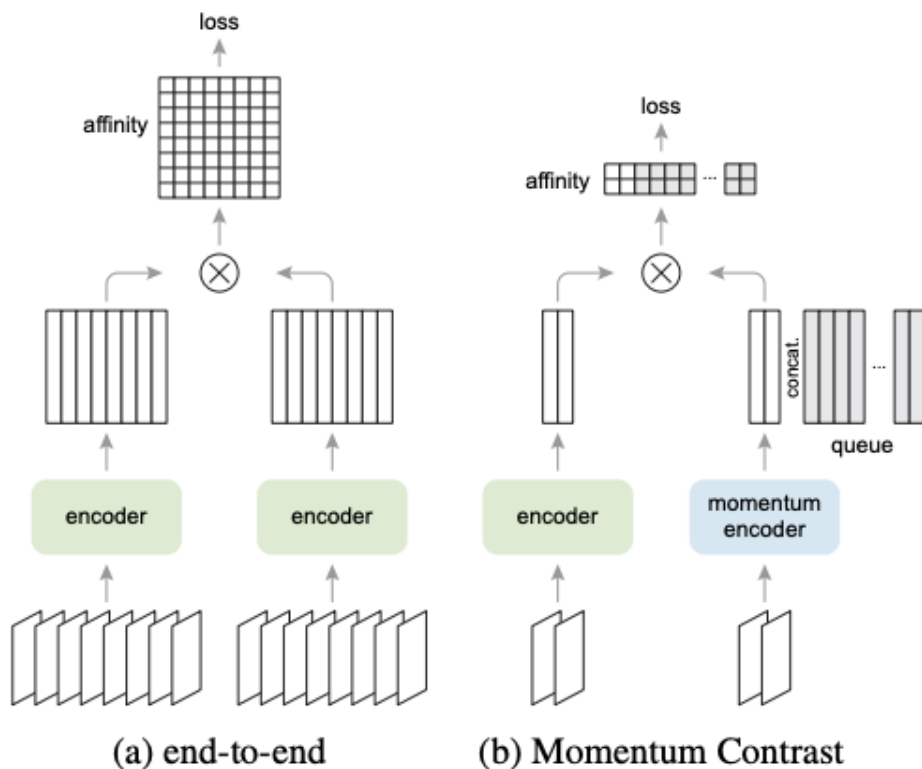 loss
affinity
encoder
encoder
(a) end-to-end
loss
affinity
...
concat.
...
queue
encoder
momentum
encoder
(b) Momentum Contrast